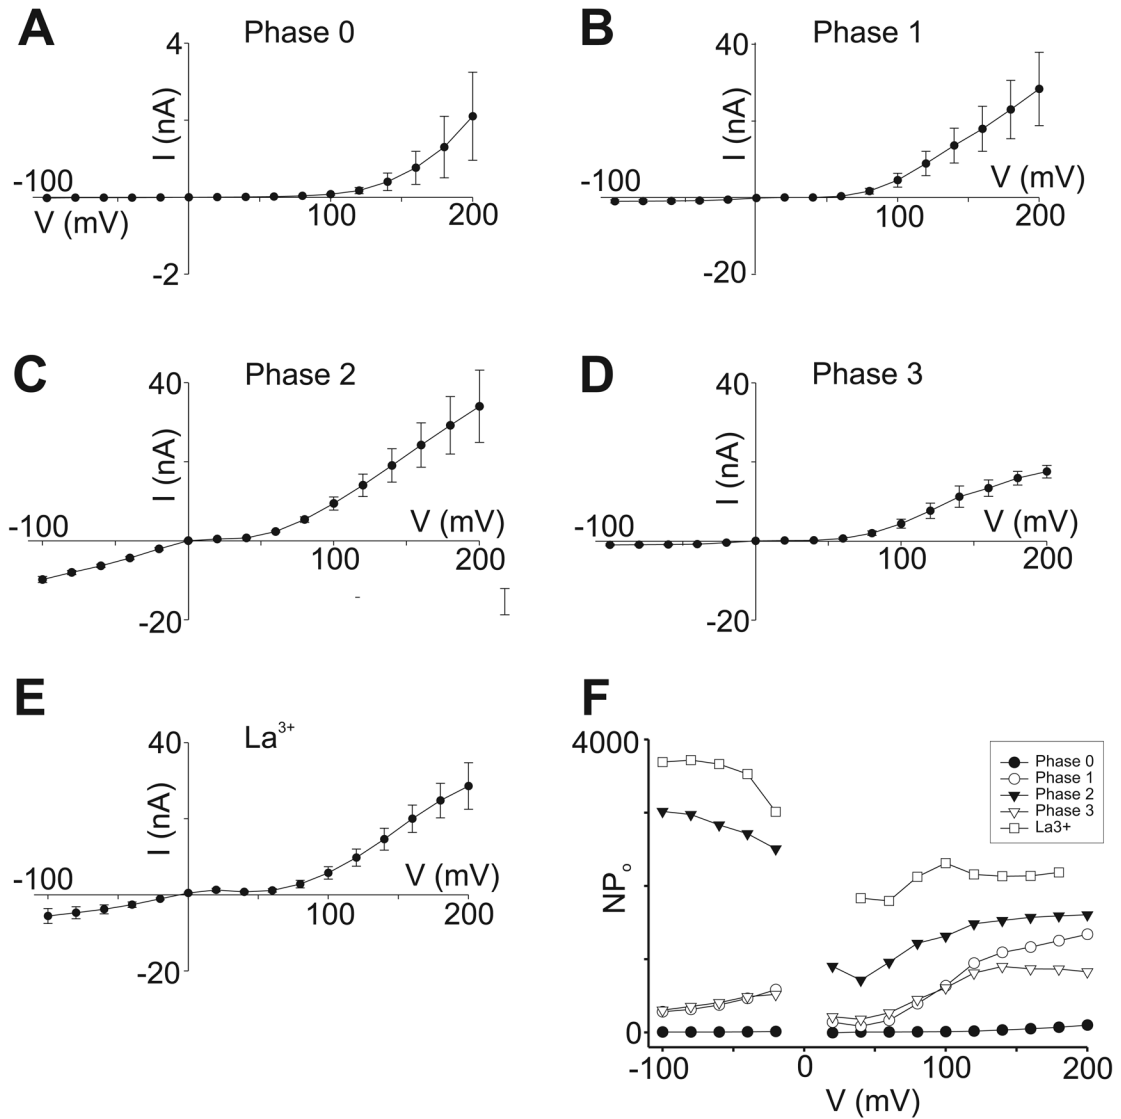 A
Phase 0
4
I (nA)
-100
V (mV)
100
200
-2
B
Phase 1
40
I (nA)
-100
V (mV)
100
200
-20
C
Phase 2
40
I (nA)
-100
V (mV)
100
200
-20
D
Phase 3
40
I (nA)
-100
V (mV)
100
200
-20
E
La3+
40
I (nA)
-100
V (mV)
100
200
-20
F
4000
NPo
0
Phase 0
Phase 1
Phase 2
Phase 3
La3+
-100
0
100
200
V (mV)